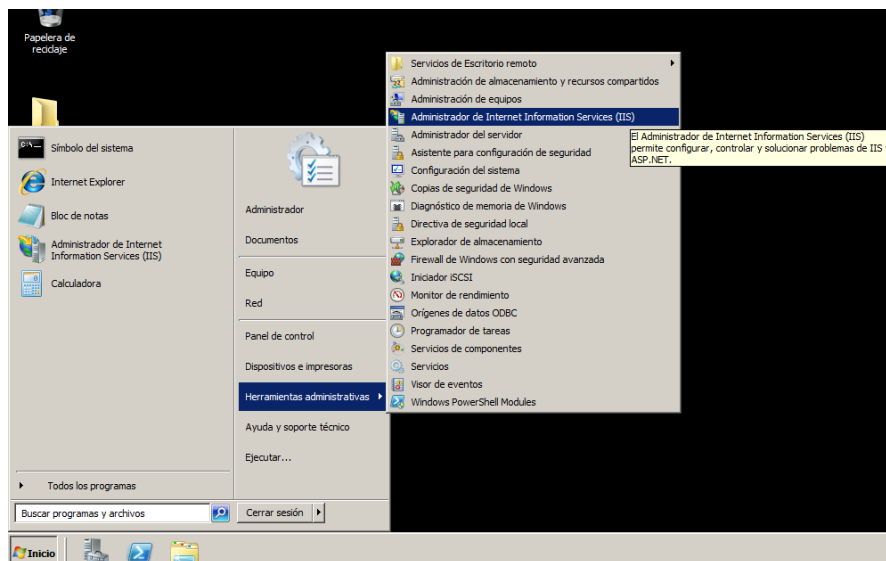 Papelera de
reciclaje
Símbolo del sistema
Internet Explorer
Bloc de notas
Administrador de Internet
Information Services (IIS)
Calculadora
Todos los programas
Buscar programas y archivos
Administrador
Documentos
Equipo
Red
Panel de control
Dispositivos e impresoras
Herramientas administrativas
Ayuda y soporte técnico
Ejecutar...
Cerrar sesión
Servicios de Escritorio remoto
Administración de almacenamiento y recursos compartidos
Administración de equipos
Administrador de Internet Information Services (IIS)
Administrador del servidor
Asistente para configuración de seguridad
Configuración del sistema
Copias de seguridad de Windows
Diagnóstico de memoria de Windows
Directiva de seguridad local
Explorador de almacenamiento
Firewall de Windows con seguridad avanzada
Iniciador iSCSI
Monitor de rendimiento
Orígenes de datos ODBC
Programador de tareas
Servicios de componentes
Servicios
Visor de eventos
Windows PowerShell Modules
El Administrador de Internet Information Services (IIS)
permite configurar, controlar y solucionar problemas de IIS
ASP.NET.
Inicio